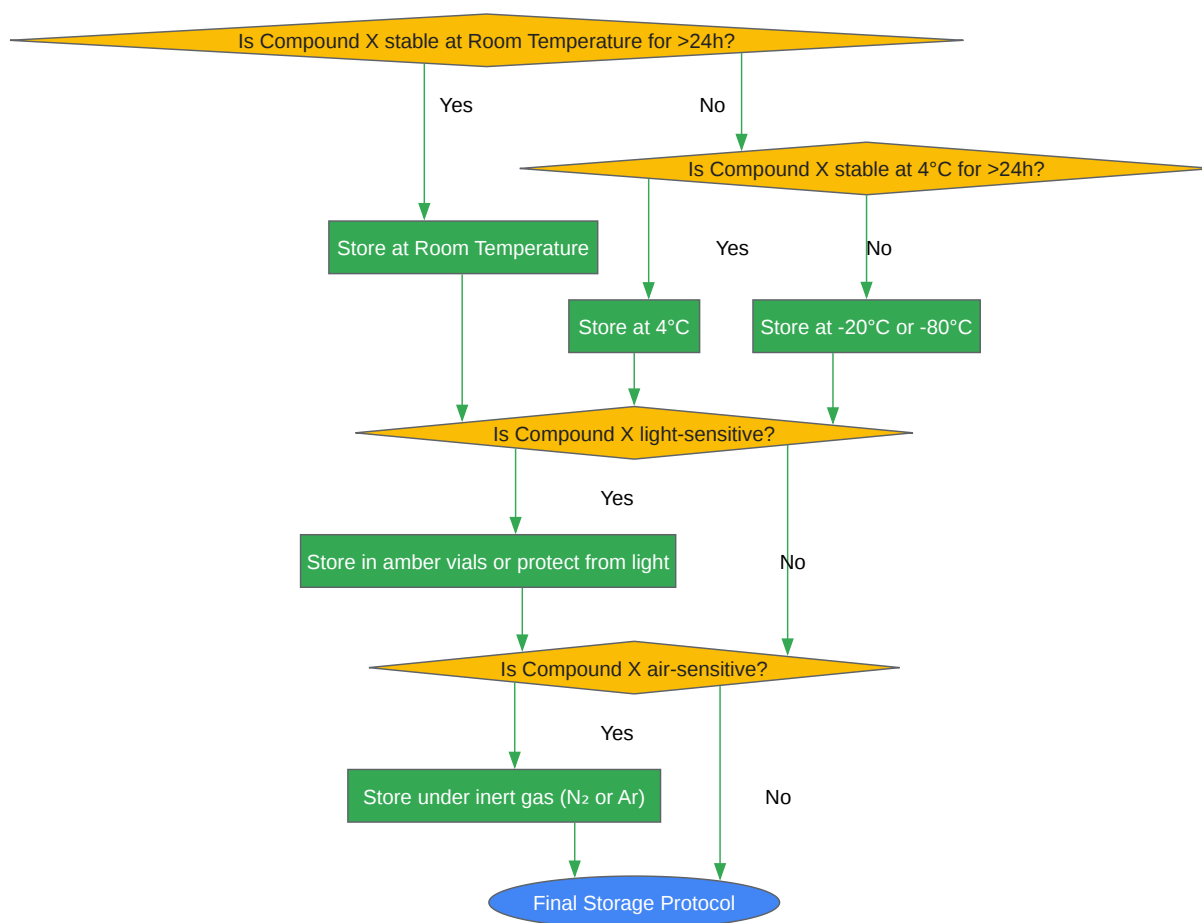 Is Compound X stable at Room Temperature for >24h?
Yes
No
Is Compound X stable at 4°C for >24h?
Store at Room Temperature
Yes
No
Store at 4°C
Store at -20°C or -80°C
Is Compound X light-sensitive?
Yes
Store in amber vials or protect from light
No
Is Compound X air-sensitive?
Yes
Store under inert gas (N₂ or Ar)
No
Final Storage Protocol